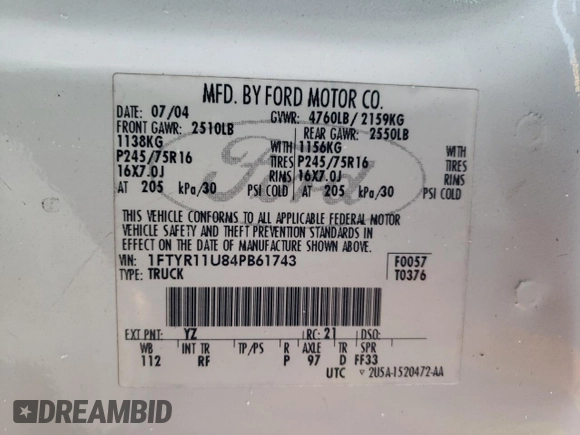 MFD. BY FORD MOTOR CO.
DATE: 07/04 GVWR: 4760LB/ 2159KG
FRONT GAWR: 2510LB REAR GAWR: 2550LB
1138KG WITH 1156KG WITH
P245/75R16 TIRES P245/75R16 TIRES
16X7.0J RIMS 16X7.0J RIMS
AT 205 kPa/30 PSI COLD AT 205 kPa/30 PSI COLD
Ford
THIS VEHICLE CONFORMS TO ALL APPLICABLE FEDERAL MOTOR
VEHICLE SAFETY AND THEFT PREVENTION STANDARDS IN
EFFECT ON THE DATE OF MANUFACTURE SHOWN ABOVE.
VIN: 1FTYR11U84PB61743 F0057
TYPE: TRUCK T0376
EXT PNT: YZ RC: 21 DSO:
WB INT TR TP/PS R AXLE TR SPR
112 RF P 97 D FF33
UTC ▽ 2U5A-1520472-AA
© DREAMBID